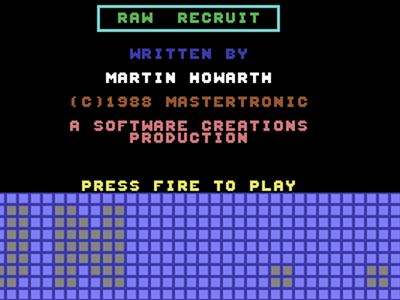 RAW RECRUIT
WRITTEN BY
MARTIN HOWARTH
(C)1988 MASTERTRONIC
A SOFTWARE CREATIONS
PRODUCTION
PRESS FIRE TO PLAY